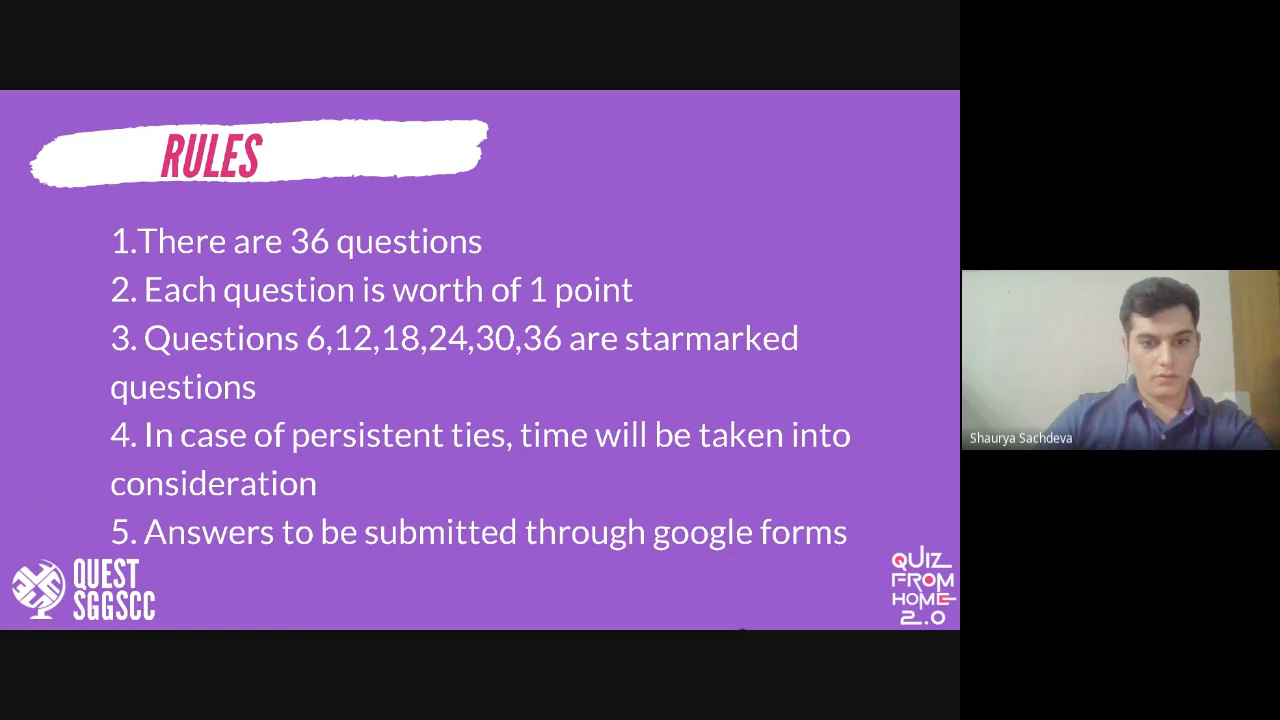 RULES
1.There are 36 questions
2. Each question is worth of 1 point
3. Questions 6,12,18,24,30,36 are starmarked
questions
4. In case of persistent ties, time will be taken into
consideration
5. Answers to be submitted through google forms
QUEST
SGGSCC
QUIZ
FROM
HOME
2.0
Shaurya Sachdeva